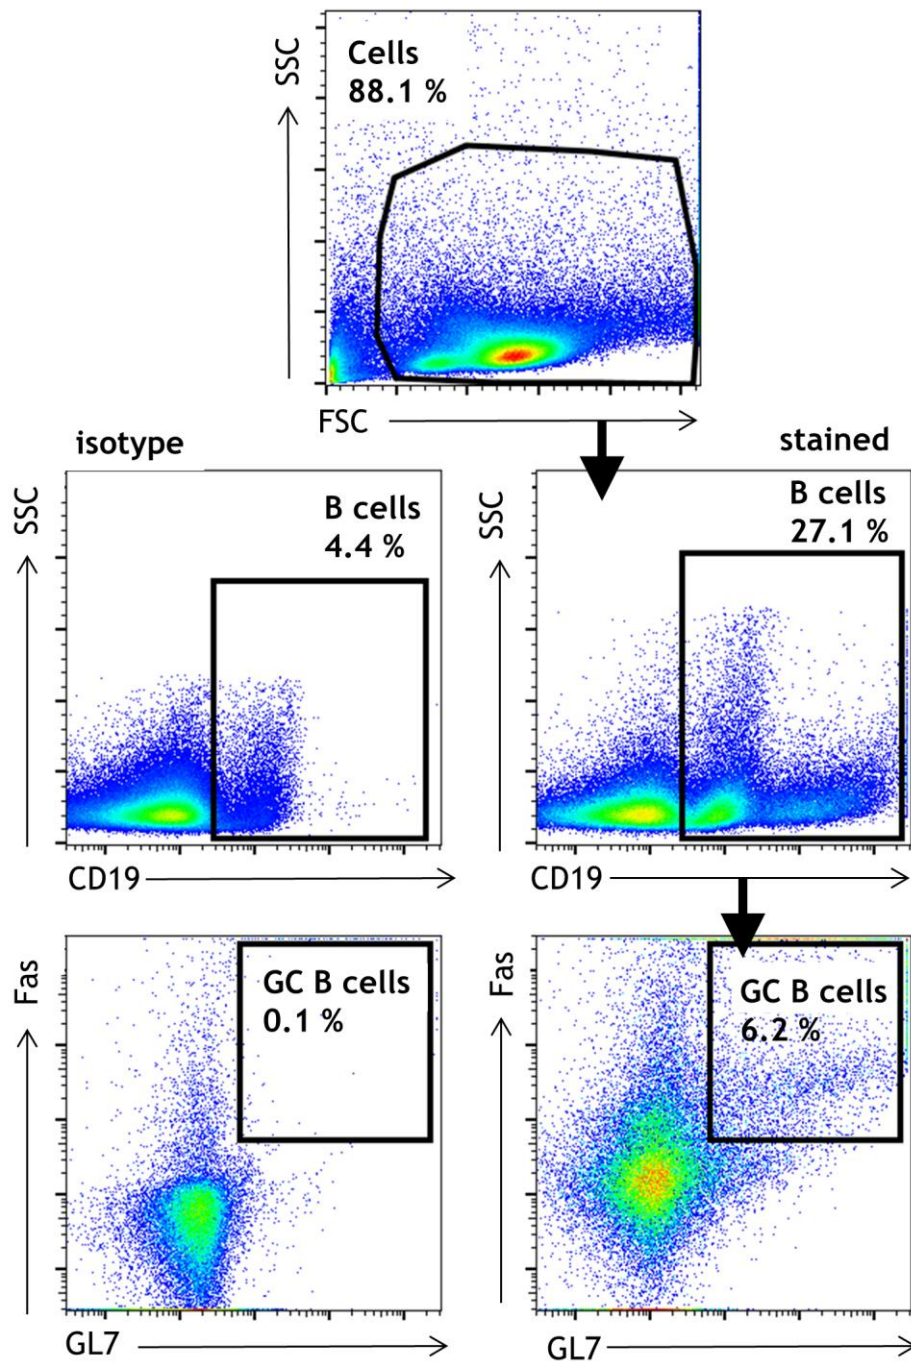 SSC
Cells
88.1 %
FSC
isotype
stained
SSC
B cells
4.4 %
CD19
SSC
B cells
27.1 %
CD19
Fas
GC B cells
0.1 %
GL7
Fas
GC B cells
6.2 %
GL7